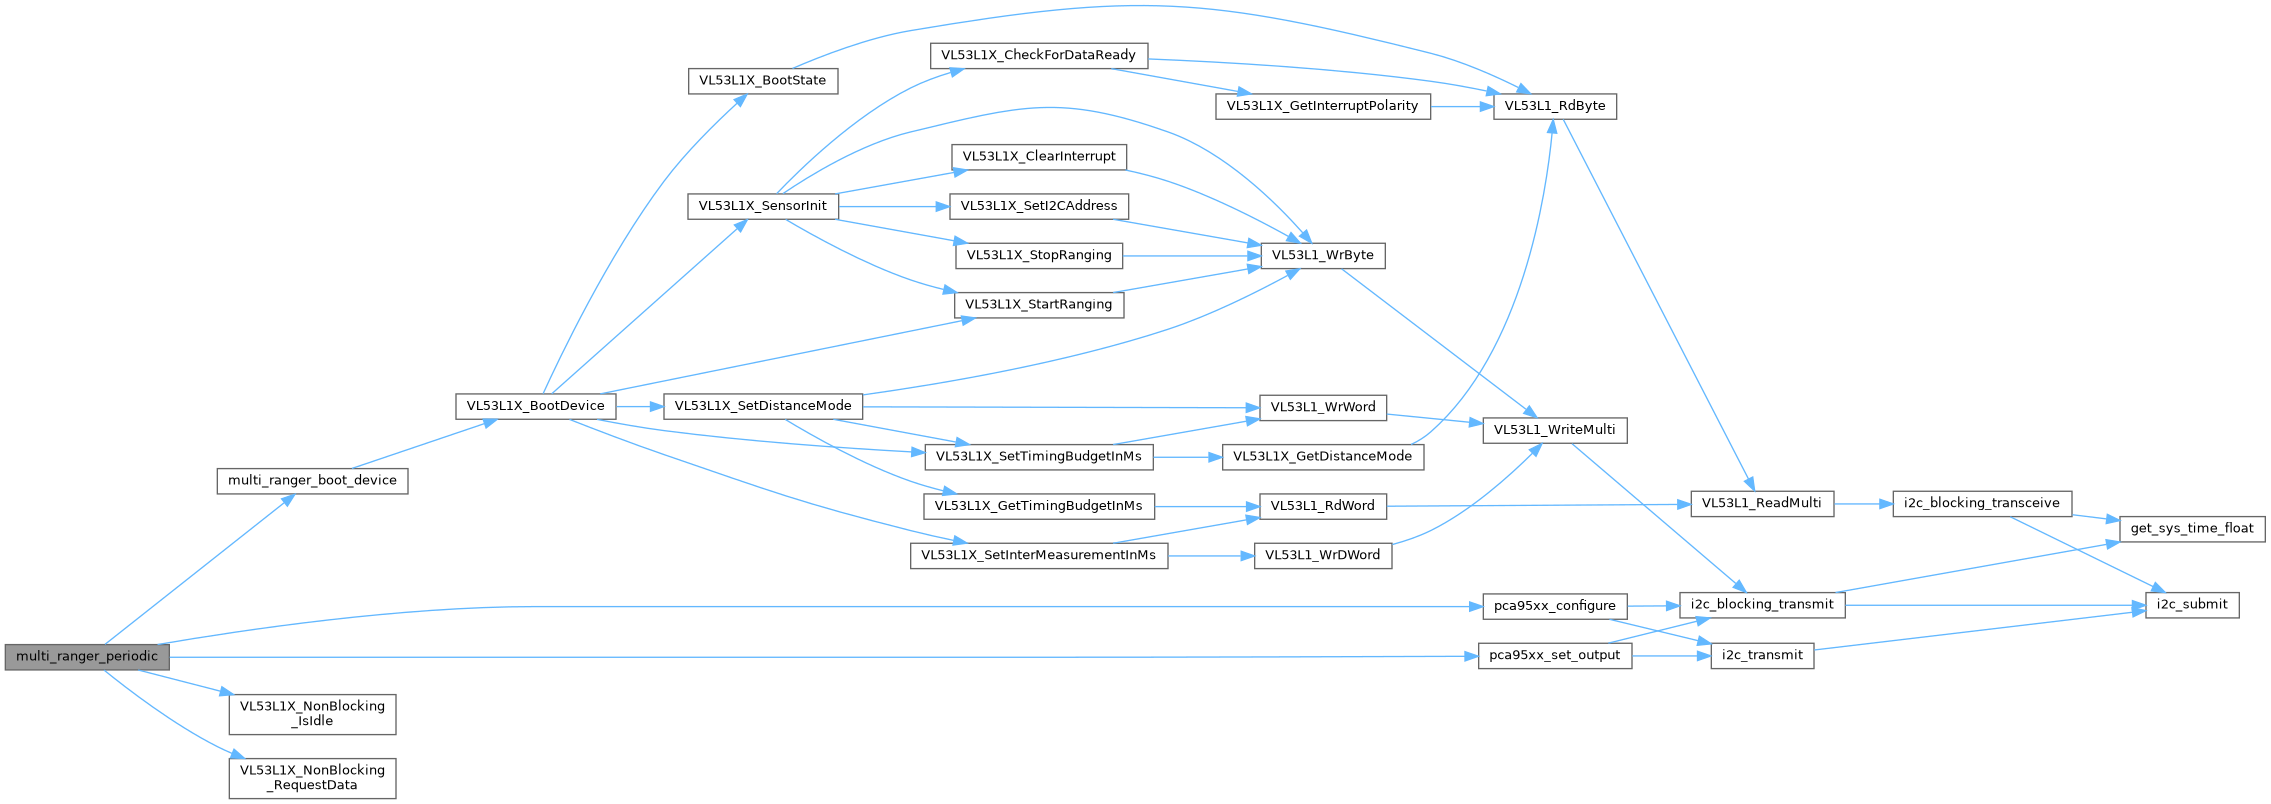 VL53L1X_CheckForDataReady
VL53L1X_BootState
VL53L1X_GetInterruptPolarity
VL53L1_RdByte
VL53L1X_ClearInterrupt
VL53L1X_SensorInit
VL53L1X_SetI2CAddress
VL53L1X_StopRanging
VL53L1_WrByte
VL53L1X_StartRanging
VL53L1X_BootDevice
VL53L1X_SetDistanceMode
VL53L1_WrWord
VL53L1_WriteMulti
VL53L1X_SetTimingBudgetInMs
VL53L1X_GetDistanceMode
multi_ranger_boot_device
VL53L1X_GetTimingBudgetInMs
VL53L1_RdWord
VL53L1_ReadMulti
i2c_blocking_transceive
get_sys_time_float
VL53L1X_SetInterMeasurementInMs
VL53L1_WrDWord
pca95xx_configure
i2c_blocking_transmit
i2c_submit
multi_ranger_periodic
pca95xx_set_output
i2c_transmit
VL53L1X_NonBlocking
_IsIdle
VL53L1X_NonBlocking
_RequestData